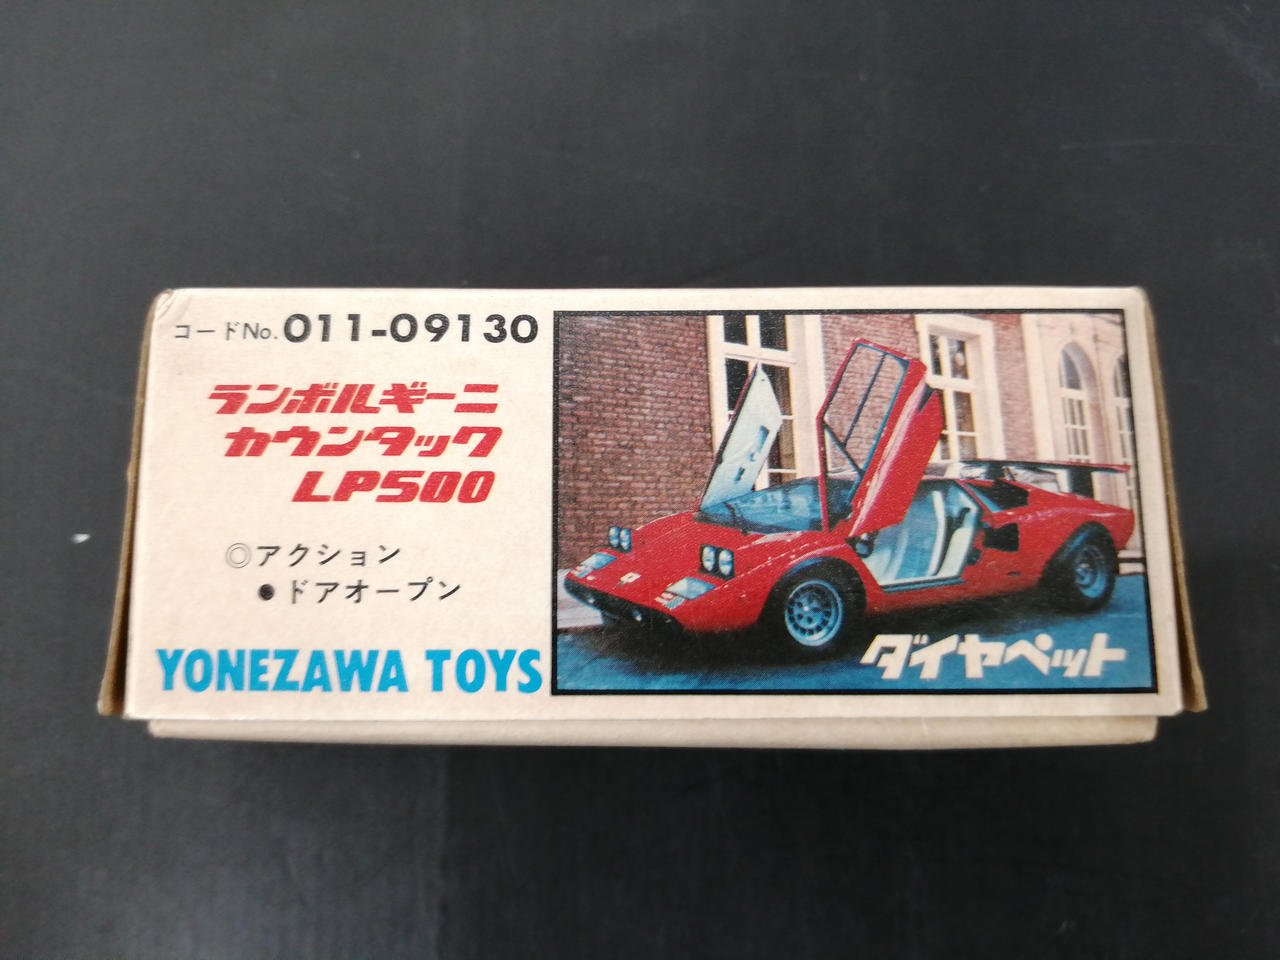 コードNo. 011-09130
ランボルギーニ
カウンタック
LP500
◎アクション
●ドアオープン
YONEZAWA TOYS
ダイヤペット